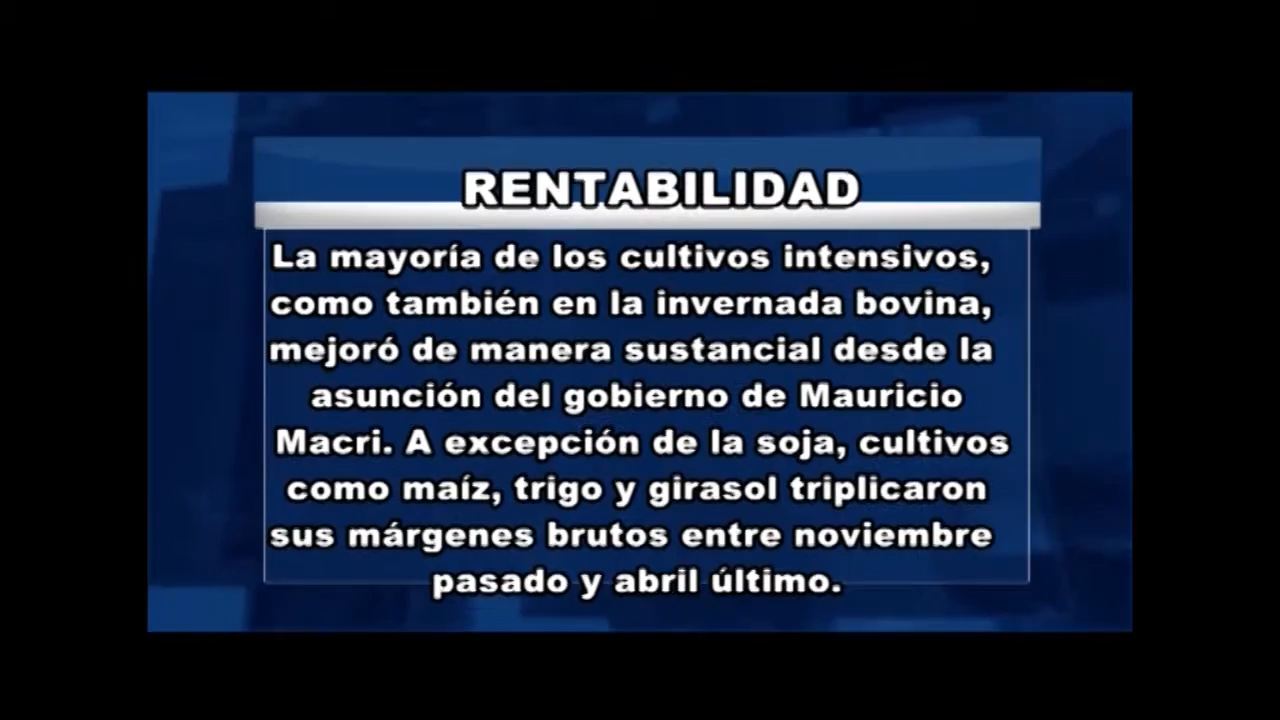 RENTABILIDAD
La mayoría de los cultivos intensivos,
como también en la invernada bovina,
mejoró de manera sustancial desde la
asunción del gobierno de Mauricio
Macri. A excepción de la soja, cultivos
como maíz, trigo y girasol triplicaron
sus márgenes brutos entre noviembre
pasado y abril último.